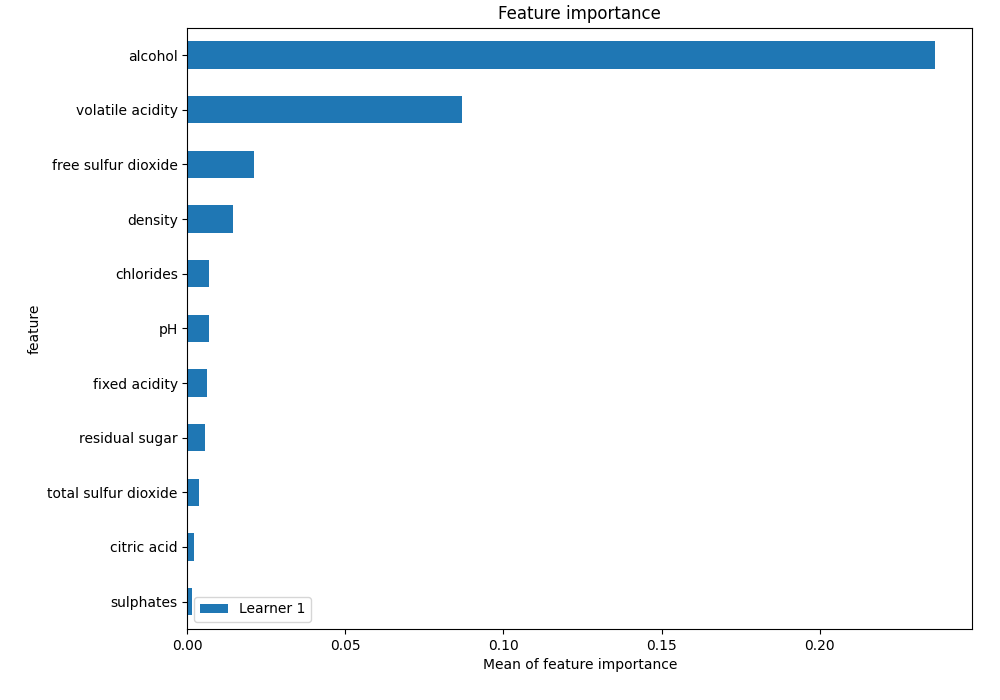 Feature importance
alcohol
volatile acidity
free sulfur dioxide
density
chlorides
pH
fixed acidity
residual sugar
total sulfur dioxide
citric acid
sulphates
feature
Learner 1
0.00 0.05 0.10 0.15 0.20
Mean of feature importance